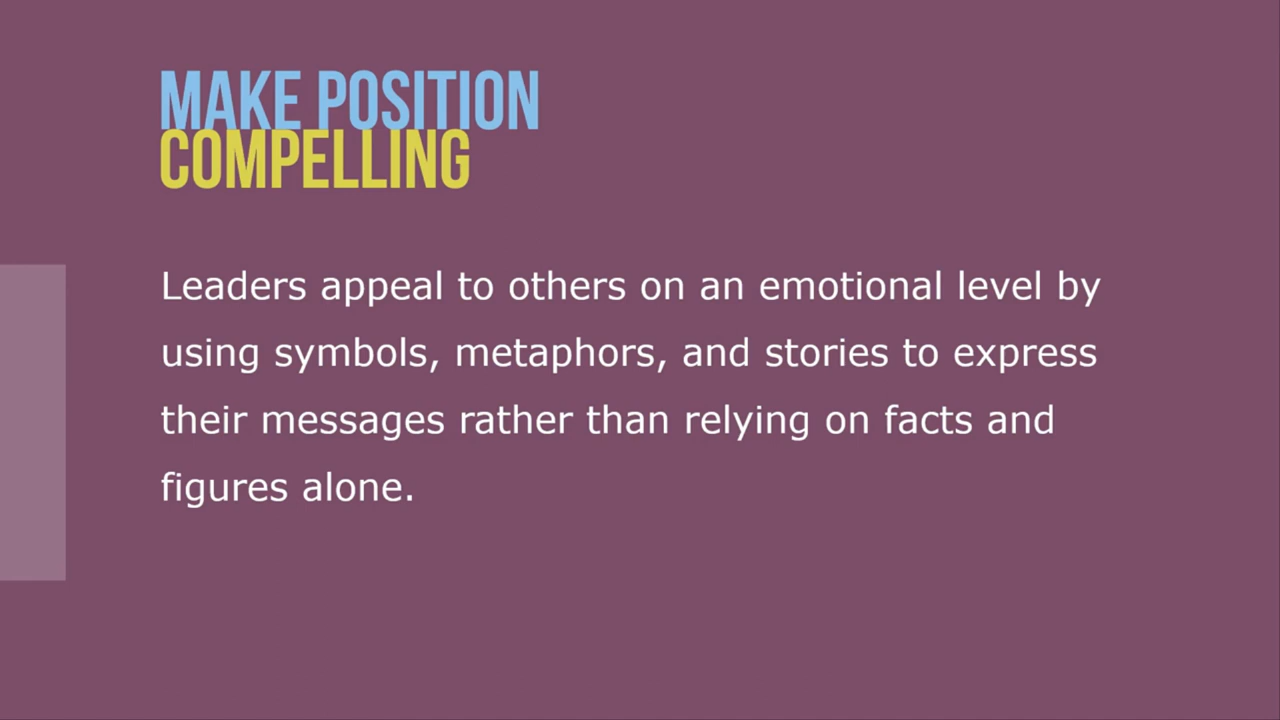 MAKE POSITION
COMPELLING
Leaders appeal to others on an emotional level by
using symbols, metaphors, and stories to express
their messages rather than relying on facts and
figures alone.